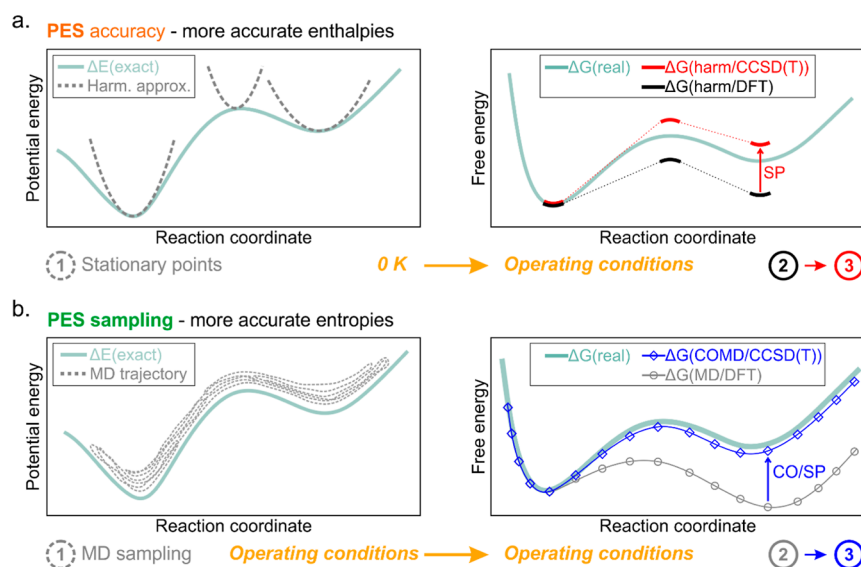 a.
PES accuracy - more accurate enthalpies
ΔE(exact)
Harm. approx.
Potential energy
Reaction coordinate
ΔG(real)
ΔG(harm/CCSD(T))
ΔG(harm/DFT)
SP
Free energy
Reaction coordinate
1 Stationary points
0 K
Operating conditions
2
3
b.
PES sampling - more accurate entropies
ΔE(exact)
MD trajectory
Potential energy
Reaction coordinate
ΔG(real)
ΔG(COMD/CCSD(T))
ΔG(MD/DFT)
CO/SP
Free energy
Reaction coordinate
1 MD sampling
Operating conditions
Operating conditions
2
3